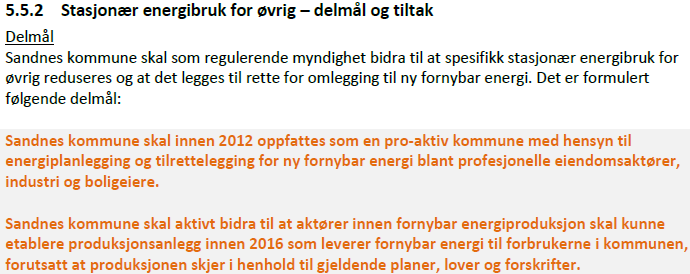 5.5.2 Stasjonær energibruk for øvrig – delmål og tiltak
Delmål
Sandnes kommune skal som regulerende myndighet bidra til at spesifikk stasjonær energibruk for
øvrig reduseres og at det legges til rette for omlegging til ny fornybar energi. Det er formulert
følgende delmål:
Sandnes kommune skal innen 2012 oppfattes som en pro-aktiv kommune med hensyn til
energiplanlegging og tilrettelegging for ny fornybar energi blant profesjonelle eiendomsaktører,
industri og boligeiere.
Sandnes kommune skal aktivt bidra til at aktører innen fornybar energiproduksjon skal kunne
etablere produksjonsanlegg innen 2016 som leverer fornybar energi til forbrukerne i kommunen,
forutsatt at produksjonen skjer i henhold til gjeldende planer, lover og forskrifter.